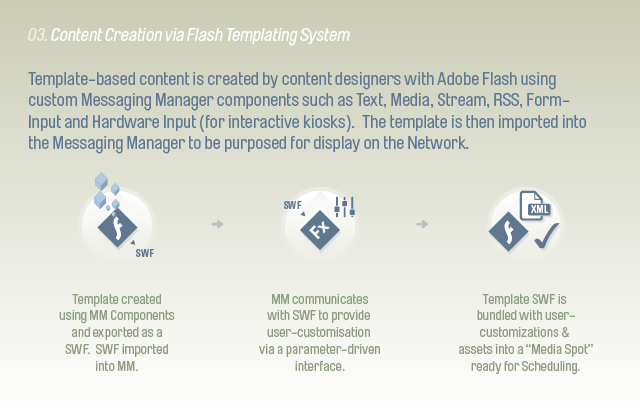 03. Content Creation via Flash Templating System
Template-based content is created by content designers with Adobe Flash using
custom Messaging Manager components such as Text, Media, Stream, RSS, Form-
Input and Hardware Input (for interactive kiosks).  The template is then imported into
the Messaging Manager to be purposed for display on the Network.
f
SWF
Template created
using MM Components
and exported as a
SWF.  SWF imported
into MM.
SWF
Fx
MM communicates
with SWF to provide
user-customisation
via a parameter-driven
interface.
XML
f
Template SWF is
bundled with user-
customizations &
assets into a “Media Spot”
ready for Scheduling.